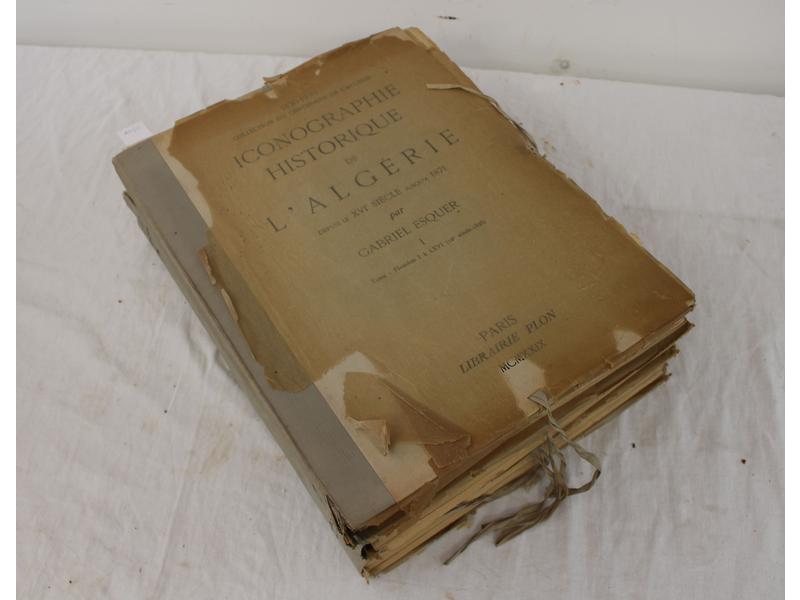 COLLECTION DU CENTENAIRE DE L'ALGÉRIE
ICONOGRAPHIE
HISTORIQUE
DE
L'ALGÉRIE
DEPUIS LE XVIe SIÈCLE JUSQU'A 1871
par
GABRIEL ESQUER
I
PARIS
LIBRAIRIE PLON
MCMXXIX